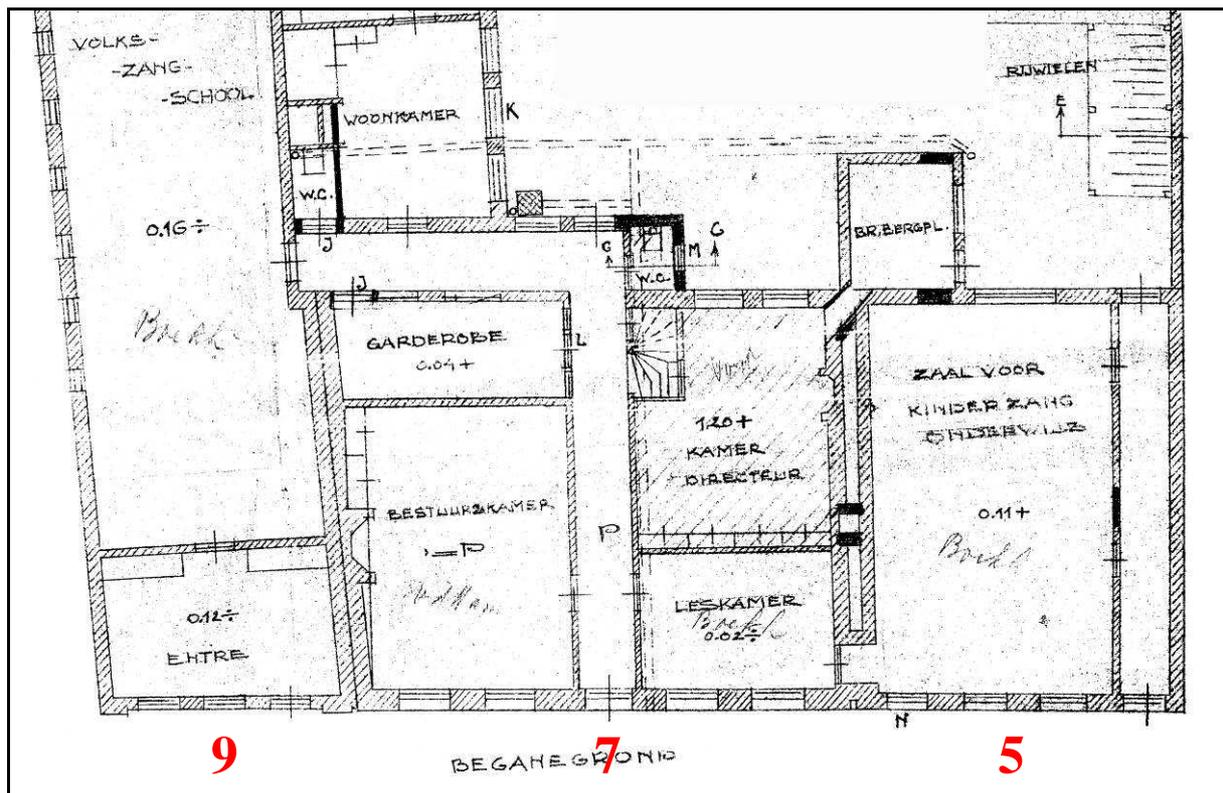 VOLKS-
-ZANG-
-SCHOOL
0.16 ÷
WOONKAMER
K
RIJWIELEN
E
W.C.
J
J
G
G
M
W.C.
BR. BERGPL.
GARDEROBE
0.04+
L
1.20+
KAMER
DIRECTEUR
ZAAL VOOR
KINDER ZANG
ONDERWIJZ
0.11+
BESTUURSKAMER
P
P
LESKAMER
0.02÷
0.12÷
ENTRE
N
9
7
5
BEGANEGROND